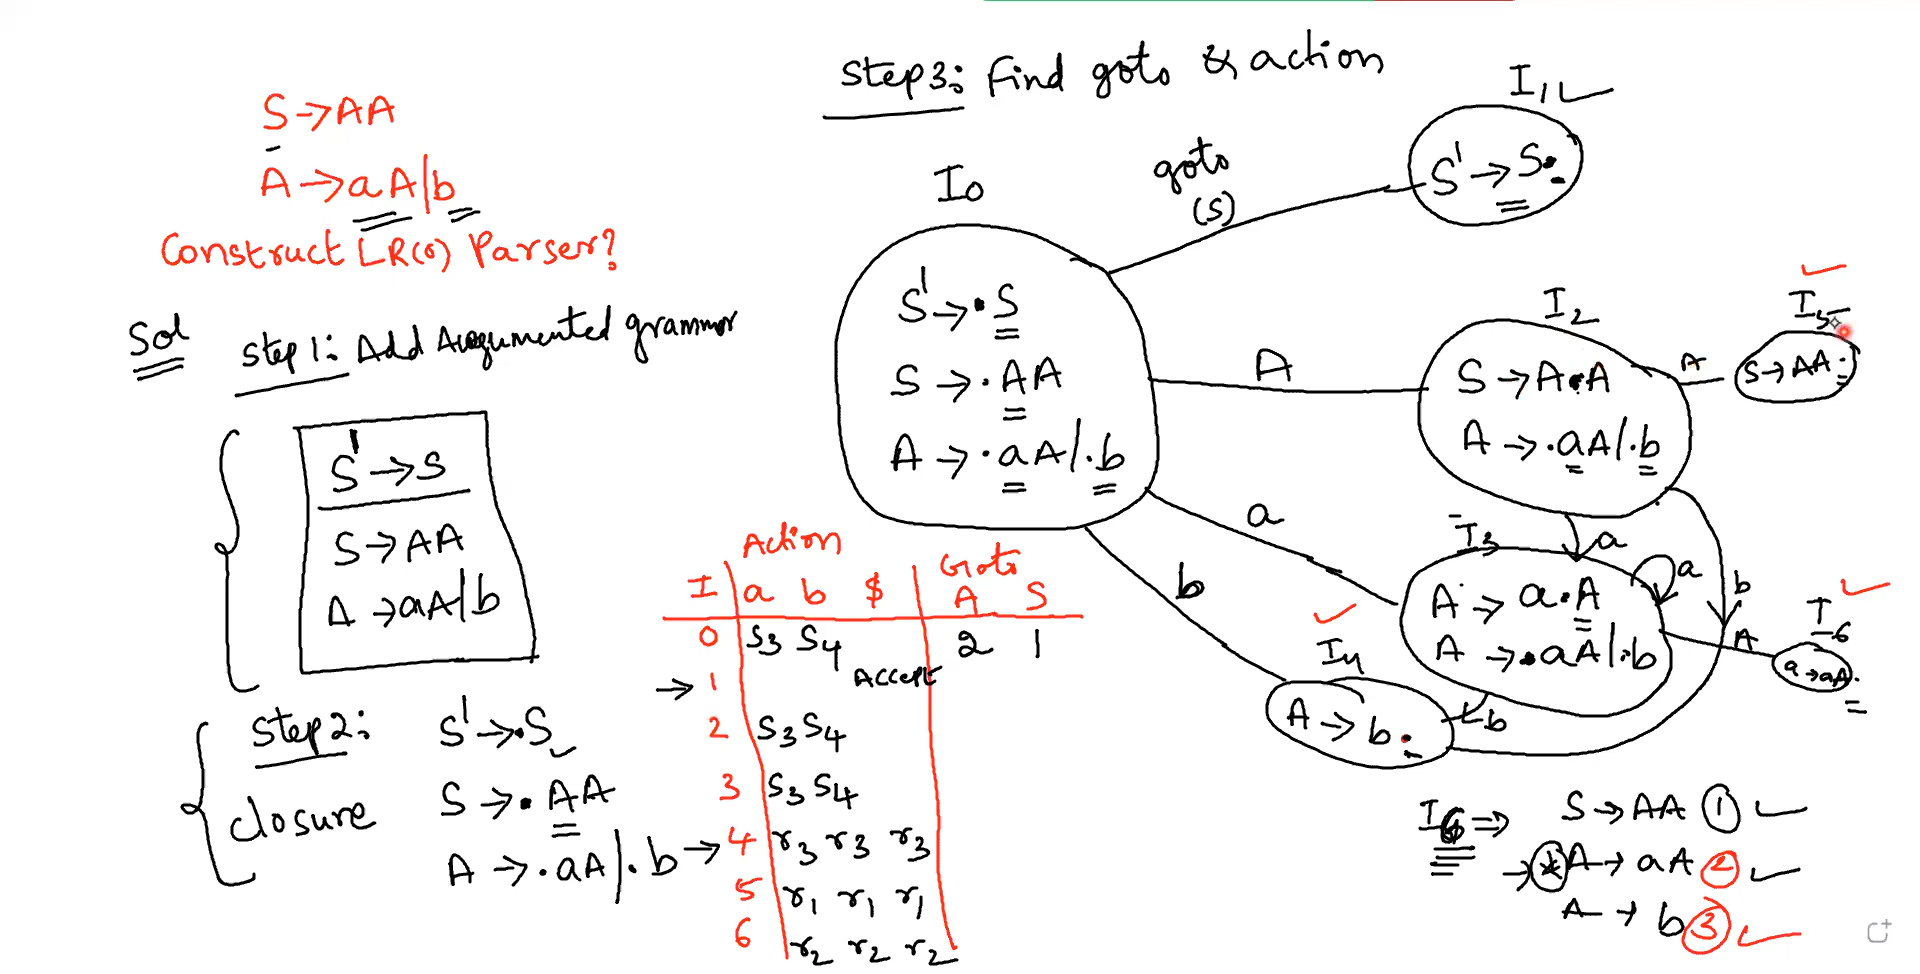 S → AA
A → aA | b
Construct LR(0) Parser?
Sol
Step 1: Add Augumented grammar
S' → S
S → AA
A → aA | b
Step 2:
closure
S' → .S
S → .AA
A → .aA | .b
Step 3: Find goto & action
I0
S' → .S
S → .AA
A → .aA | .b
goto
(S)
I1
S' → S.
A
I2
S → A.A
A → .aA | .b
A
I5
S → AA.
a
a
I3
A → a.A
A → .aA | .b
a
b
A
I6
a → aA.
b
I4
A → b.
b
Action
Goto
I a b $ A S
0 S3 S4 2 1
1 Accept
2 S3 S4
3 S3 S4
4 r3 r3 r3
5 r1 r1 r1
6 r2 r2 r2
⇒ S → AA 1
→ * A → aA 2
A → b 3